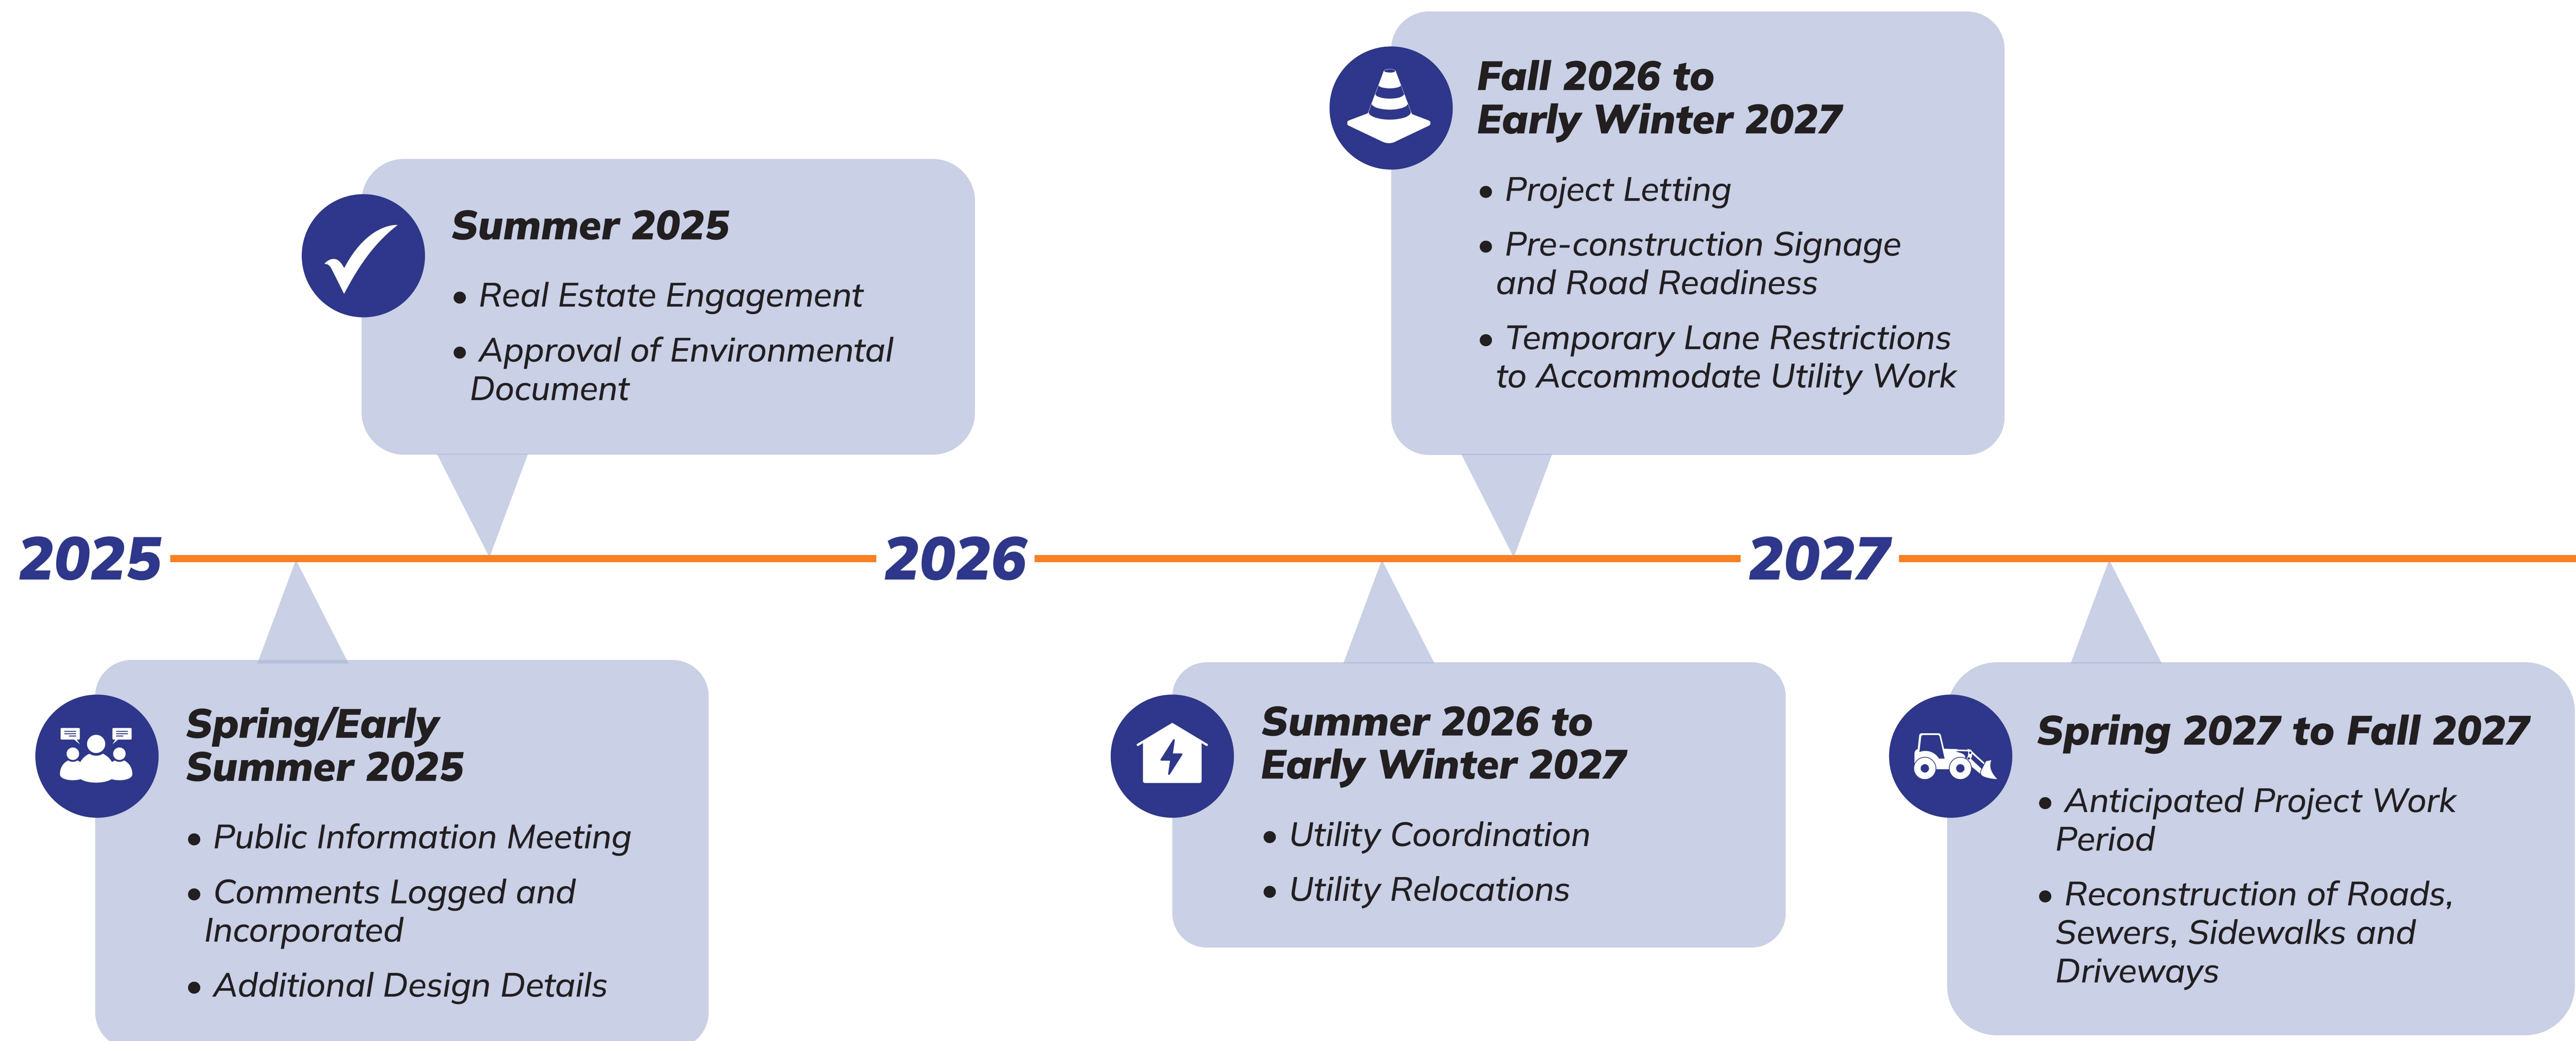 Fall 2026 to
Early Winter 2027
• Project Letting
• Pre-construction Signage
and Road Readiness
• Temporary Lane Restrictions
to Accommodate Utility Work
Summer 2025
• Real Estate Engagement
• Approval of Environmental
Document
2025
2026
2027
Spring/Early
Summer 2025
• Public Information Meeting
• Comments Logged and
Incorporated
• Additional Design Details
Summer 2026 to
Early Winter 2027
• Utility Coordination
• Utility Relocations
Spring 2027 to Fall 2027
• Anticipated Project Work
Period
• Reconstruction of Roads,
Sewers, Sidewalks and
Driveways